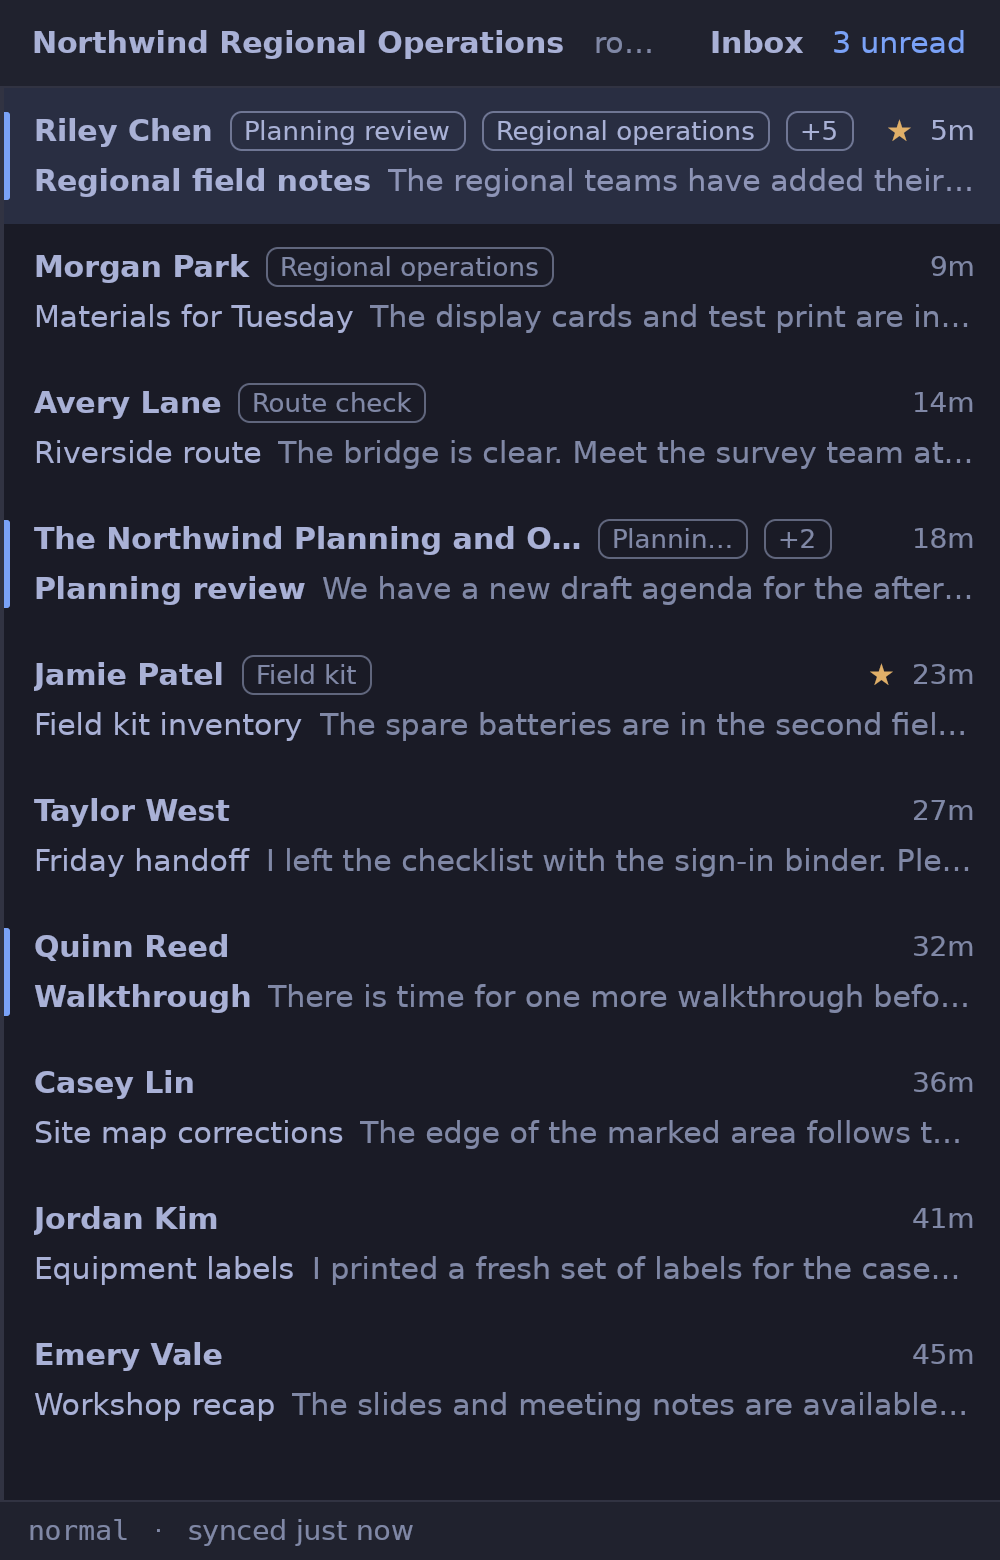 Northwind Regional Operations ro… Inbox 3 unread
Riley Chen Planning review Regional operations +5 ★ 5m
Regional field notes The regional teams have added their…
Morgan Park Regional operations 9m
Materials for Tuesday The display cards and test print are in…
Avery Lane Route check 14m
Riverside route The bridge is clear. Meet the survey team at…
The Northwind Planning and O… Plannin… +2 18m
Planning review We have a new draft agenda for the after…
Jamie Patel Field kit ★ 23m
Field kit inventory The spare batteries are in the second fiel…
Taylor West 27m
Friday handoff I left the checklist with the sign-in binder. Ple…
Quinn Reed 32m
Walkthrough There is time for one more walkthrough befo…
Casey Lin 36m
Site map corrections The edge of the marked area follows t…
Jordan Kim 41m
Equipment labels I printed a fresh set of labels for the case…
Emery Vale 45m
Workshop recap The slides and meeting notes are available…
normal · synced just now